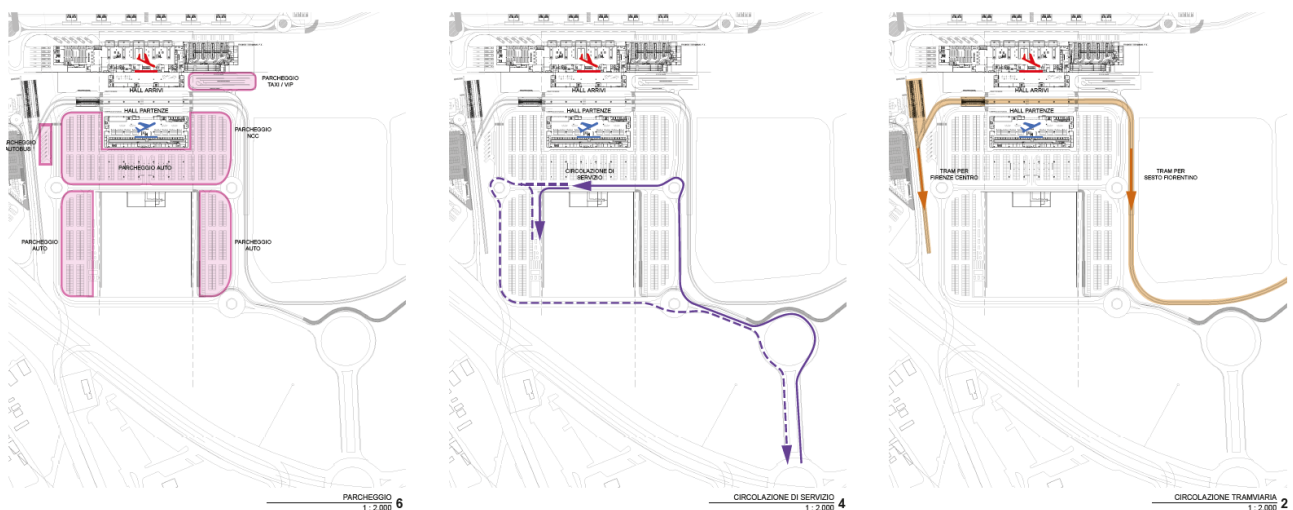 HALL ARRIVI
PARCHEGGIO
TAXI / VIP
HALL PARTENZE
PARCHEGGIO
NCC
PARCHEGGIO
AUTOBUS
PARCHEGGIO AUTO
PARCHEGGIO
AUTO
PARCHEGGIO
AUTO
PARCHEGGIO 6
1 : 2.000
HALL ARRIVI
HALL PARTENZE
CIRCOLAZIONE DI
SERVIZIO
CIRCOLAZIONE DI SERVIZIO 4
1 : 2.000
HALL ARRIVI
HALL PARTENZE
TRAM PER
FIRENZE CENTRO
TRAM PER
SESTO FIORENTINO
CIRCOLAZIONE TRAMVIARIA 2
1 : 2.000